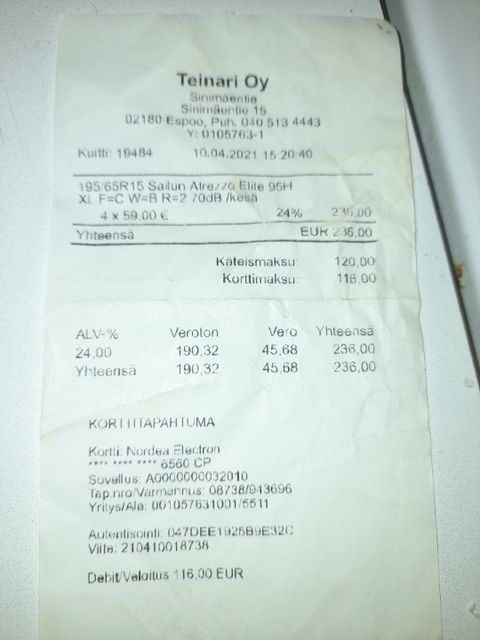 Teinari Oy
Sinimäentie
Sinimäentie 15
02180 Espoo, Puh. 040 513 4443
Y: 0105763-1
Kuitti: 19484 10.04.2021 15:20:40
195/65R15 Sailun Atrezzo Elite 95H
XL F=C W=B R=2 70dB /kesä
4 x 59,00 € 24% 236,00
Yhteensä EUR 236,00
Käteismaksu: 120,00
Korttimaksu: 116,00
ALV-% Veroton Vero Yhteensä
24,00 190,32 45,68 236,00
Yhteensä 190,32 45,68 236,00
KORTTITAPAHTUMA
Kortti: Nordea Electron
**** **** **** 6560 CP
Sovellus: A0000000032010
Tap.nro/Varmennus: 08738/943696
Yritys/Ala: 001057631001/5511
Autentisointi: 047DEE1925B9E32C
Viite: 210410018738
Debit/Veloitus 116,00 EUR